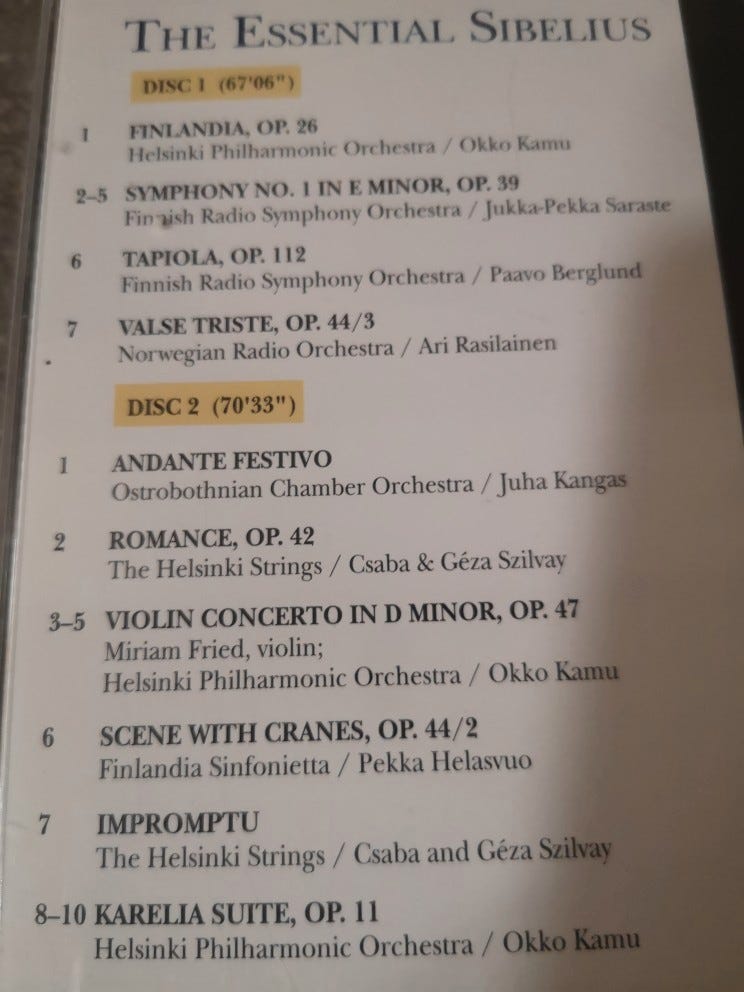 THE ESSENTIAL SIBELIUS
DISC 1 (67'06")
1 FINLANDIA, OP. 26
Helsinki Philharmonic Orchestra / Okko Kamu
2–5 SYMPHONY NO. 1 IN E MINOR, OP. 39
Finnish Radio Symphony Orchestra / Jukka-Pekka Saraste
6 TAPIOLA, OP. 112
Finnish Radio Symphony Orchestra / Paavo Berglund
7 VALSE TRISTE, OP. 44/3
Norwegian Radio Orchestra / Ari Rasilainen
DISC 2 (70'33")
1 ANDANTE FESTIVO
Ostrobothnian Chamber Orchestra / Juha Kangas
2 ROMANCE, OP. 42
The Helsinki Strings / Csaba & Géza Szilvay
3–5 VIOLIN CONCERTO IN D MINOR, OP. 47
Miriam Fried, violin;
Helsinki Philharmonic Orchestra / Okko Kamu
6 SCENE WITH CRANES, OP. 44/2
Finlandia Sinfonietta / Pekka Helasvuo
7 IMPROMPTU
The Helsinki Strings / Csaba and Géza Szilvay
8–10 KARELIA SUITE, OP. 11
Helsinki Philharmonic Orchestra / Okko Kamu